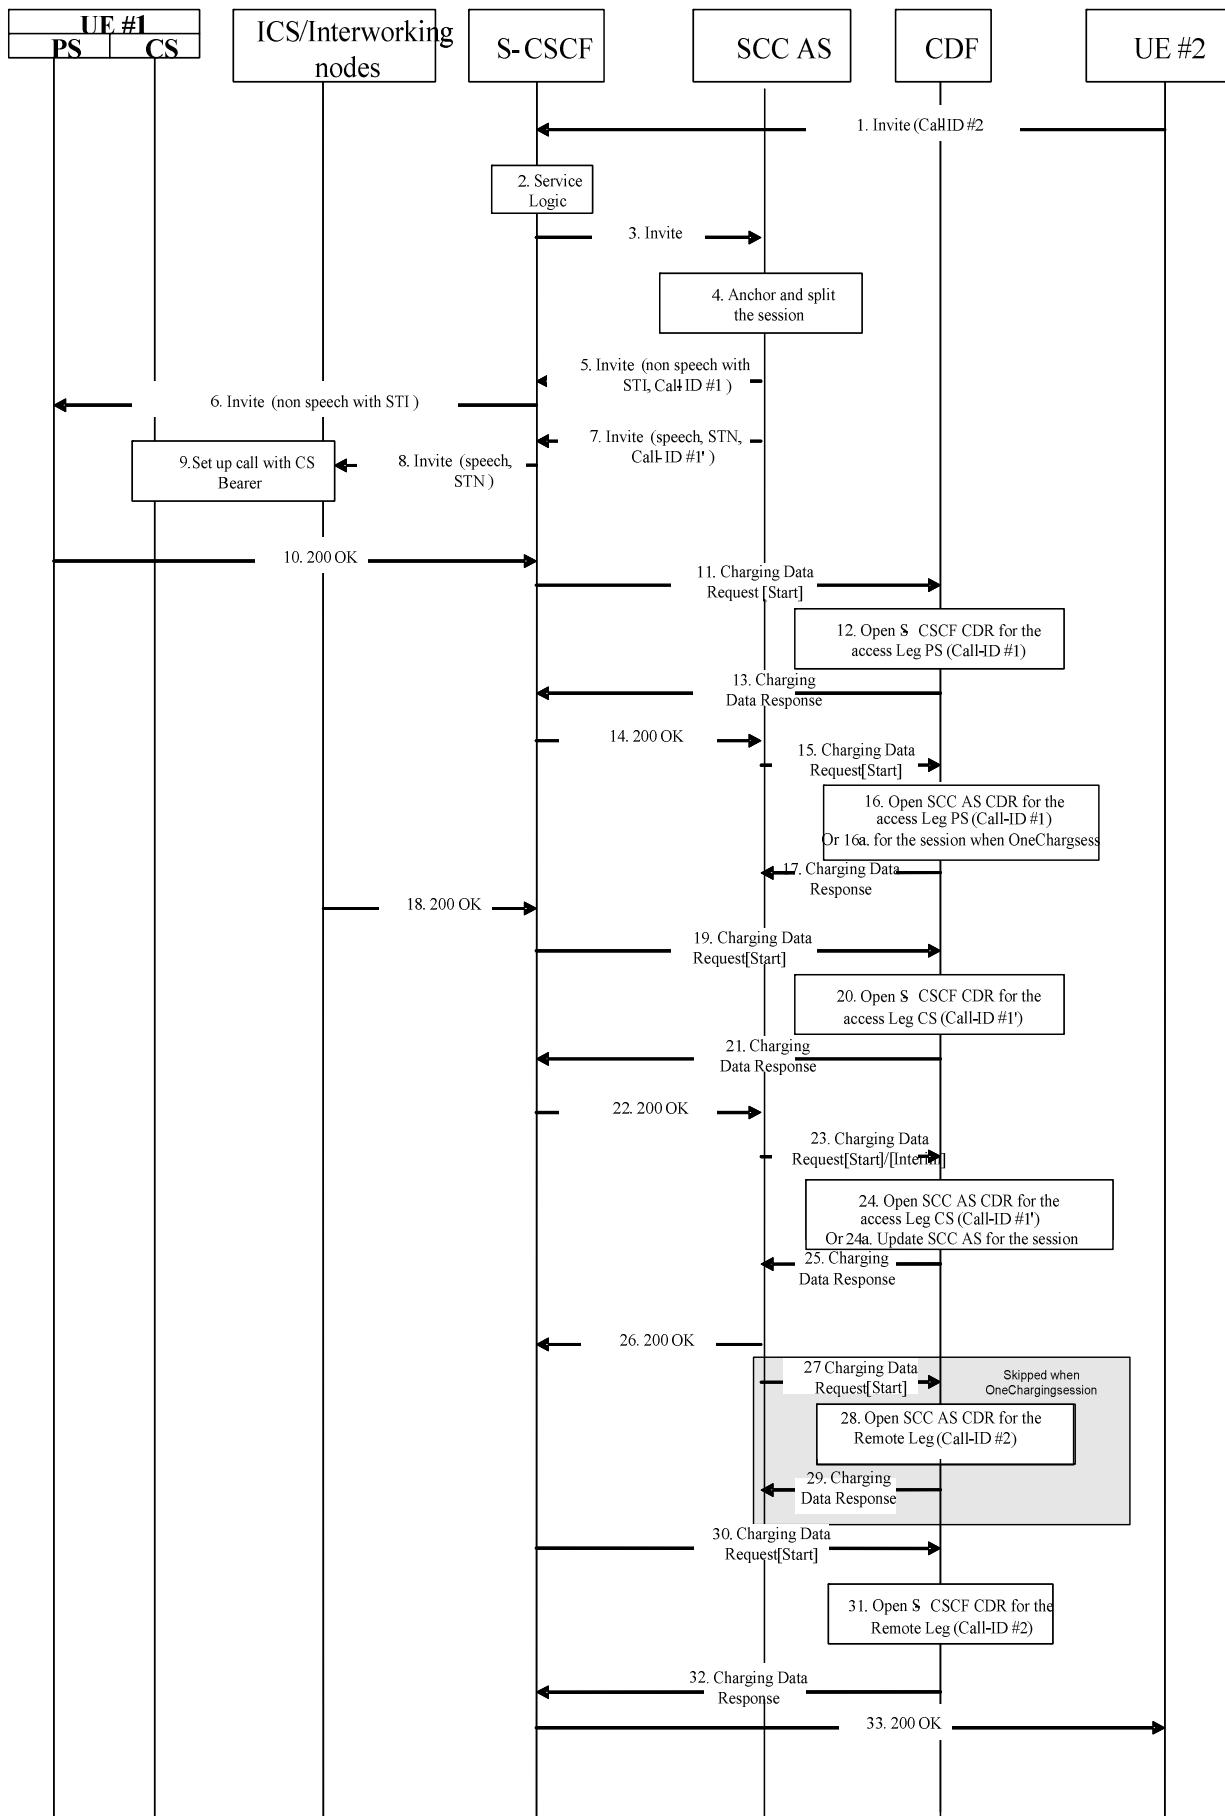 UE #1
PS CS
ICS/Interworking
nodes
S-CSCF
SCC AS
CDF
UE #2
1. Invite (Call-ID #2
2. Service
Logic
3. Invite
4. Anchor and split
the session
5. Invite (non speech with
STI, Call-ID #1 )
6. Invite (non speech with STI )
7. Invite (speech, STN,
Call-ID #1' )
8. Invite (speech,
STN )
9.Set up call with CS
Bearer
10. 200 OK
11. Charging Data
Request [Start]
12. Open S- CSCF CDR for the
access Leg PS (Call-ID #1)
13. Charging
Data Response
14. 200 OK
15. Charging Data
Request[Start]
16. Open SCC AS CDR for the
access Leg PS (Call-ID #1)
Or 16a. for the session when OneChargsess
17. Charging Data
Response
18. 200 OK
19. Charging Data
Request[Start]
20. Open S- CSCF CDR for the
access Leg CS (Call-ID #1')
21. Charging
Data Response
22. 200 OK
23. Charging Data
Request[Start]/[Interim]
24. Open SCC AS CDR for the
access Leg CS (Call-ID #1')
Or 24a. Update SCC AS for the session
25. Charging
Data Response
26. 200 OK
27 Charging Data
Request[Start]
Skipped when
OneChargingsession
28. Open SCC AS CDR for the
Remote Leg (Call-ID #2)
29. Charging
Data Response
30. Charging Data
Request[Start]
31. Open S- CSCF CDR for the
Remote Leg (Call-ID #2)
32. Charging Data
Response
33. 200 OK